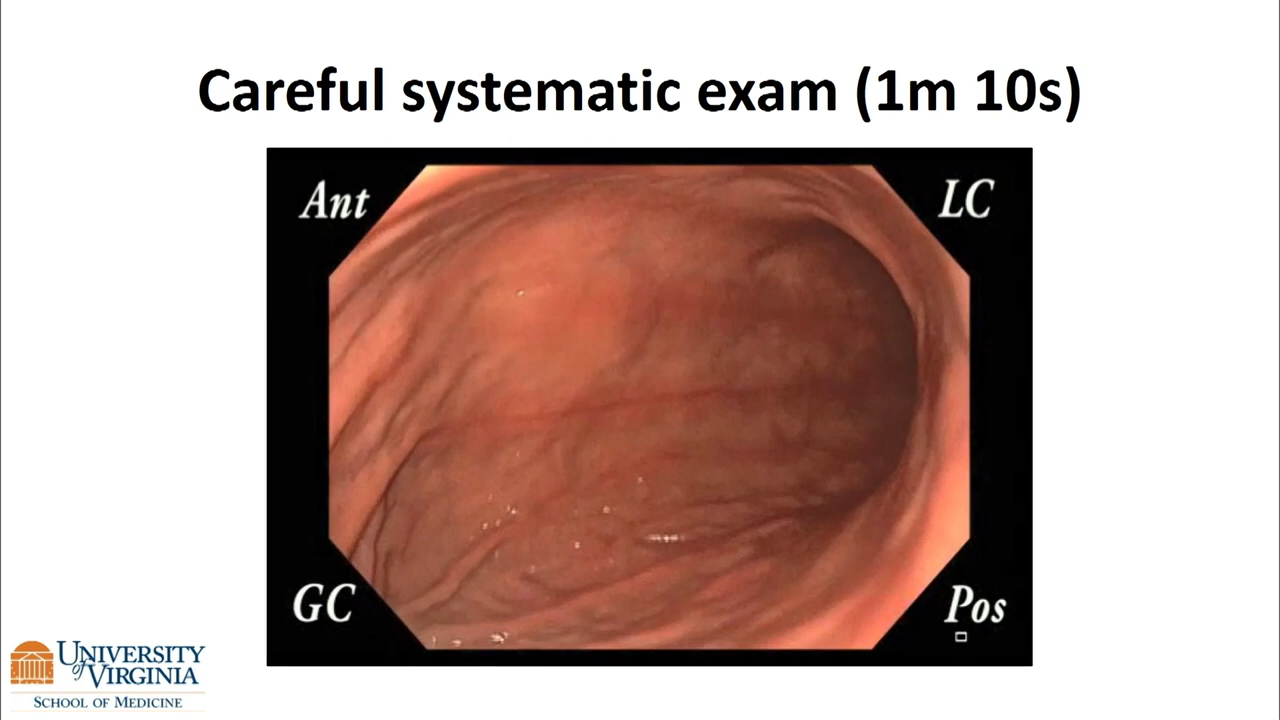 Careful systematic exam (1m 10s)
Ant
LC
GC
Pos
UNIVERSITY
of VIRGINIA
SCHOOL OF MEDICINE